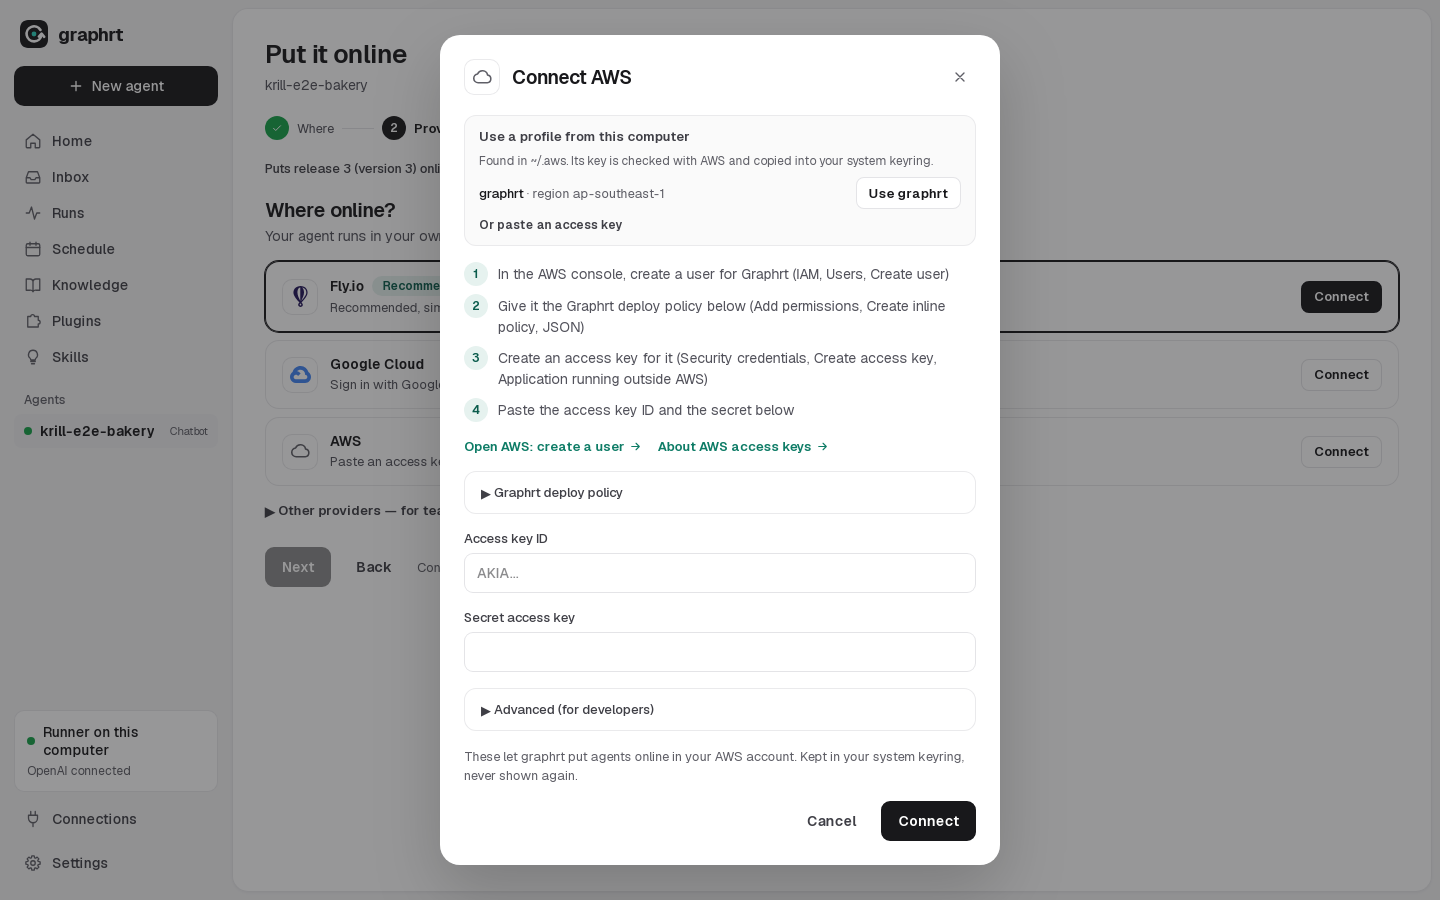 graphrt
New agent
Home
Inbox
Runs
Schedule
Knowledge
Plugins
Skills
Agents
krill-e2e-bakery Chatbot
Runner on this
computer
OpenAI connected
Connections
Settings
Put it online
krill-e2e-bakery
Where 2
Puts release 3 (version 3)
Where online?
Your agent runs in your
Fly.io
Recommended,
Connect
Google Cloud
Sign in with
Connect
AWS
Paste an access
Connect
▶ Other providers — for
Next Back
Connect AWS
Use a profile from this computer
Found in ~/.aws. Its key is checked with AWS and copied into your system keyring.
graphrt · region ap-southeast-1 Use graphrt
Or paste an access key
1 In the AWS console, create a user for Graphrt (IAM, Users, Create user)
2 Give it the Graphrt deploy policy below (Add permissions, Create inline
policy, JSON)
3 Create an access key for it (Security credentials, Create access key,
Application running outside AWS)
4 Paste the access key ID and the secret below
Open AWS: create a user → About AWS access keys →
▶ Graphrt deploy policy
Access key ID
AKIA...
Secret access key
▶ Advanced (for developers)
These let graphrt put agents online in your AWS account. Kept in your system keyring,
never shown again.
Cancel Connect